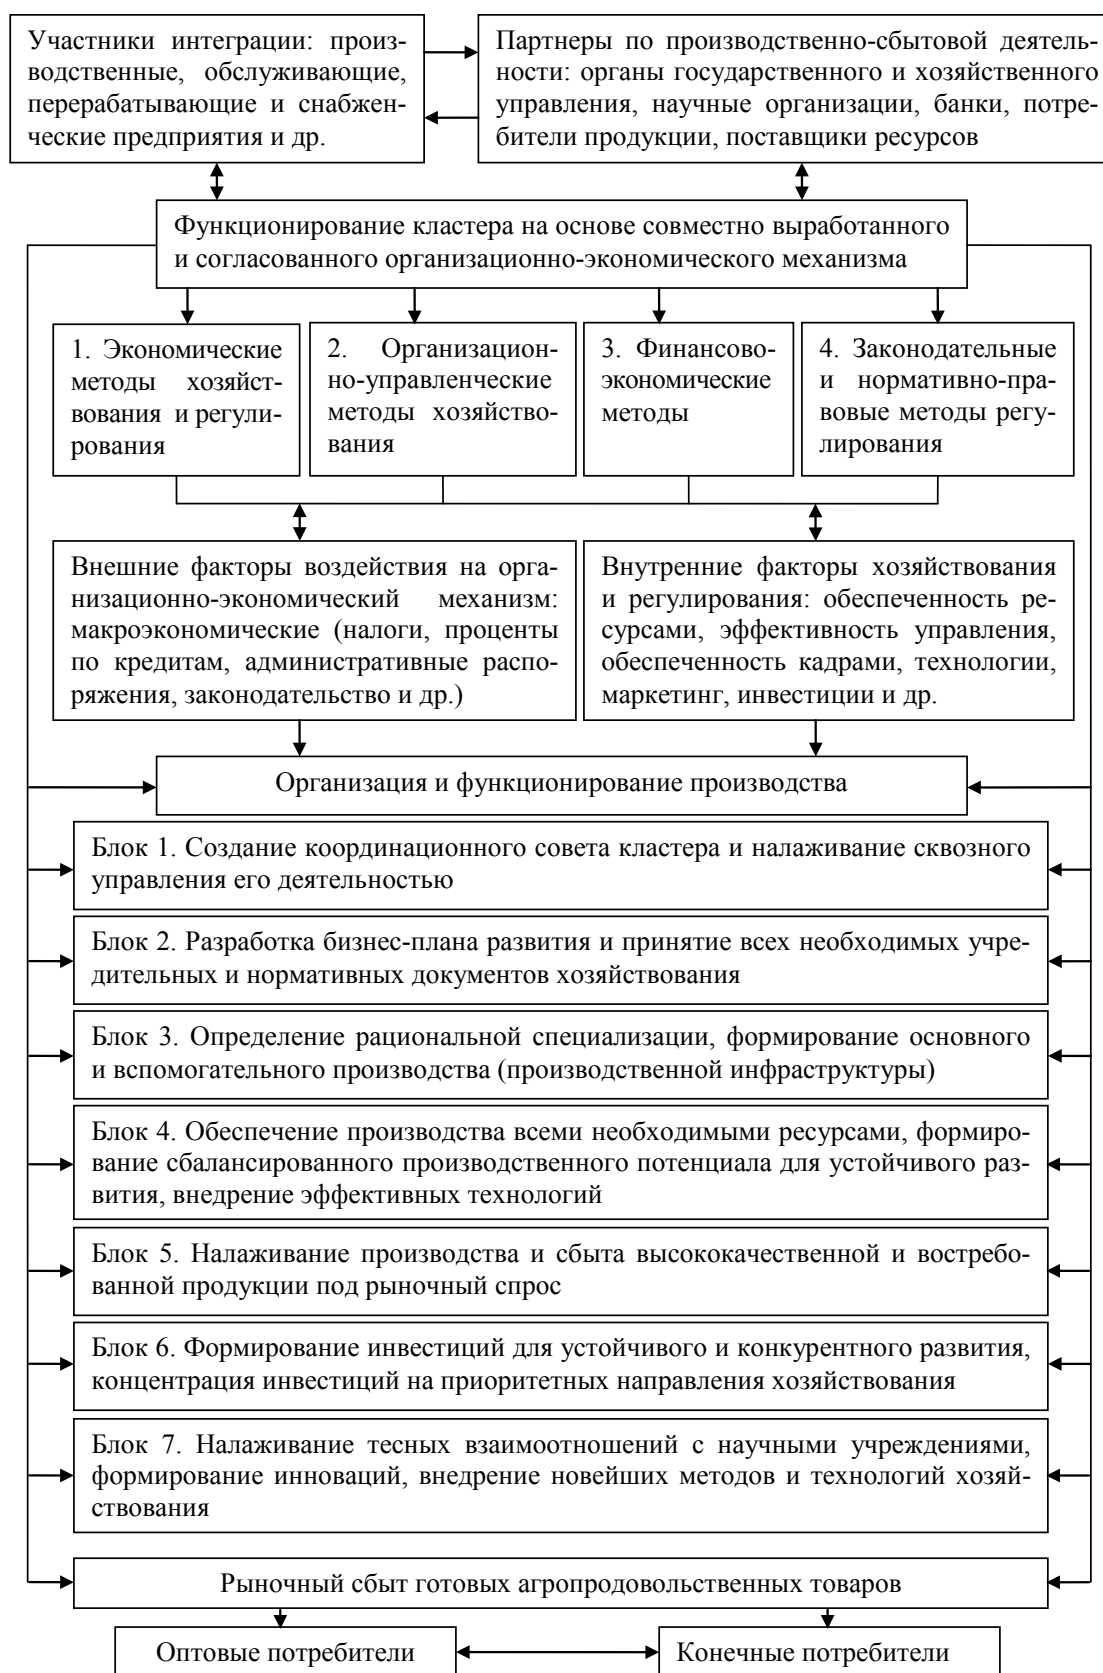 Участники интеграции: произ-
водственные, обслуживающие,
перерабатывающие и снабжен-
ческие предприятия и др.
Партнеры по производственно-сбытовой деятель-
ности: органы государственного и хозяйственного
управления, научные организации, банки, потре-
бители продукции, поставщики ресурсов
Функционирование кластера на основе совместно выработанного
и согласованного организационно-экономического механизма
1. Экономические
методы хозяйст-
вования и регули-
рования
2. Организацион-
но-управленческие
методы хозяйство-
вания
3. Финансово-
экономические
методы
4. Законодательные
и нормативно-пра-
вовые методы регу-
лирования
Внешние факторы воздействия на орга-
низационно-экономический механизм:
макроэкономические (налоги, проценты
по кредитам, административные распо-
ряжения, законодательство и др.)
Внутренние факторы хозяйствования
и регулирования: обеспеченность ре-
сурсами, эффективность управления,
обеспеченность кадрами, технологии,
маркетинг, инвестиции и др.
Организация и функционирование производства
Блок 1. Создание координационного совета кластера и налаживание сквозного
управления его деятельностью
Блок 2. Разработка бизнес-плана развития и принятие всех необходимых учре-
дительных и нормативных документов хозяйствования
Блок 3. Определение рациональной специализации, формирование основного
и вспомогательного производства (производственной инфраструктуры)
Блок 4. Обеспечение производства всеми необходимыми ресурсами, формиро-
вание сбалансированного производственного потенциала для устойчивого раз-
вития, внедрение эффективных технологий
Блок 5. Налаживание производства и сбыта высококачественной и востребо-
ванной продукции под рыночный спрос
Блок 6. Формирование инвестиций для устойчивого и конкурентного развития,
концентрация инвестиций на приоритетных направления хозяйствования
Блок 7. Налаживание тесных взаимоотношений с научными учреждениями,
формирование инноваций, внедрение новейших методов и технологий хозяй-
ствования
Рыночный сбыт готовых агропродовольственных товаров
Оптовые потребители
Конечные потребители